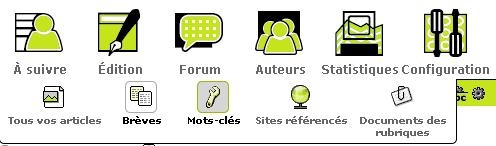 À suivre Édition Forum Auteurs Statistiques Configuration
Tous vos articles Brèves Mots-clés Sites référencés Documents des
rubriques